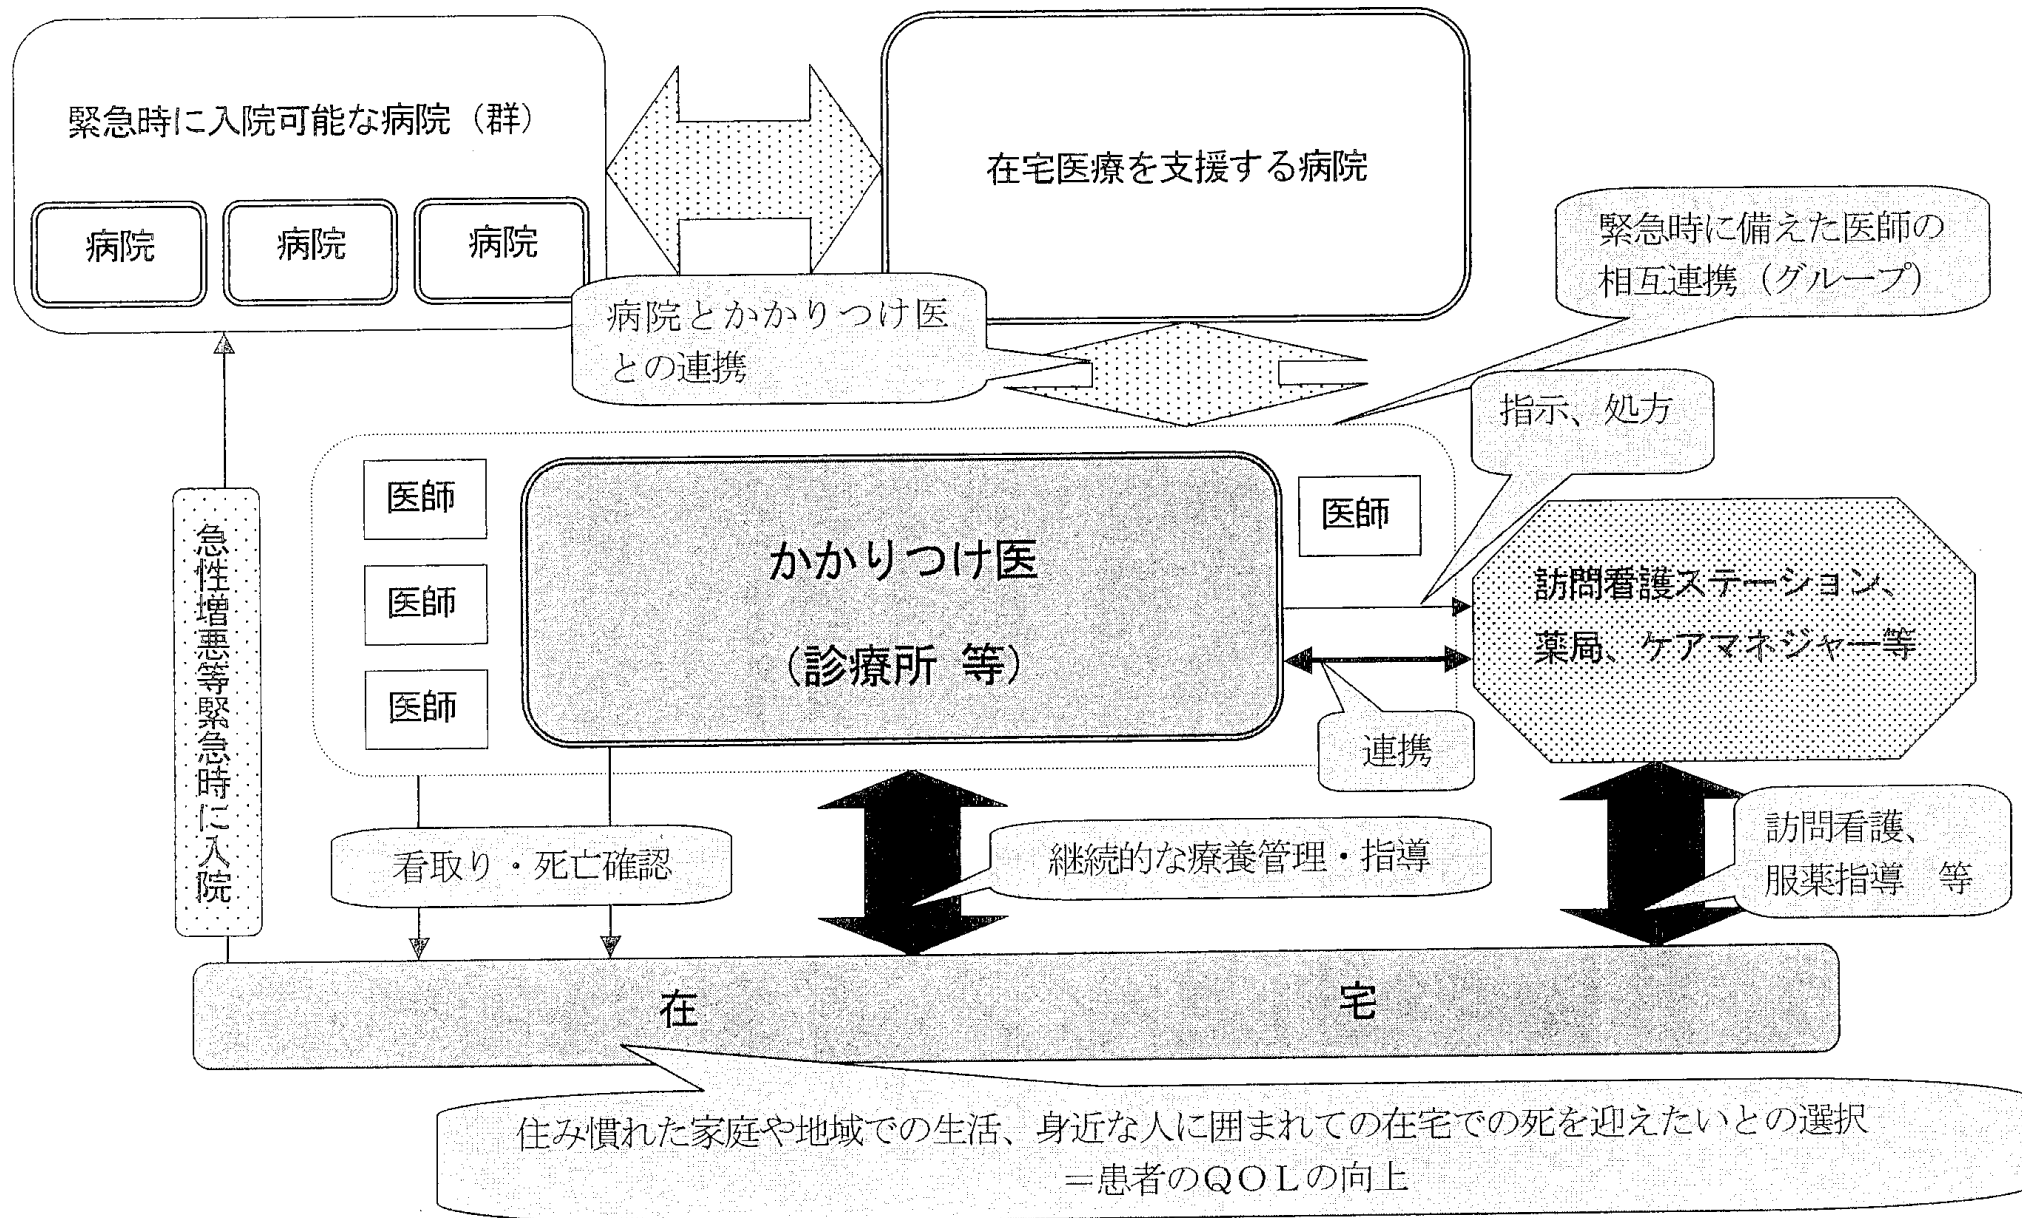 緊急時に入院可能な病院（群）
病院
病院
病院
在宅医療を支援する病院
緊急時に備えた医師の
相互連携（グループ）
病院とかかりつけ医
との連携
指示、処方
医師
医師
医師
かかりつけ医
（診療所 等）
医師
訪問看護ステーション、
薬局、ケアマネジャー等
連携
急性増悪等緊急時に入院
看取り・死亡確認
継続的な療養管理・指導
訪問看護、
服薬指導　等
在　宅
住み慣れた家庭や地域での生活、身近な人に囲まれての在宅での死を迎えたいとの選択
＝患者のＱＯＬの向上